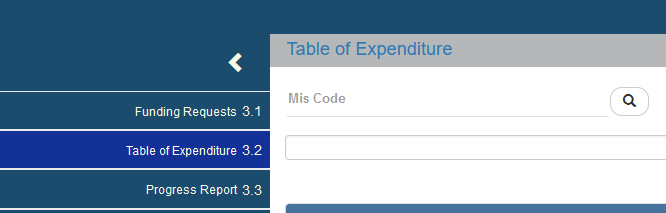 Table of Expenditure
Mis Code
Funding Requests 3.1
Table of Expenditure 3.2
Progress Report 3.3